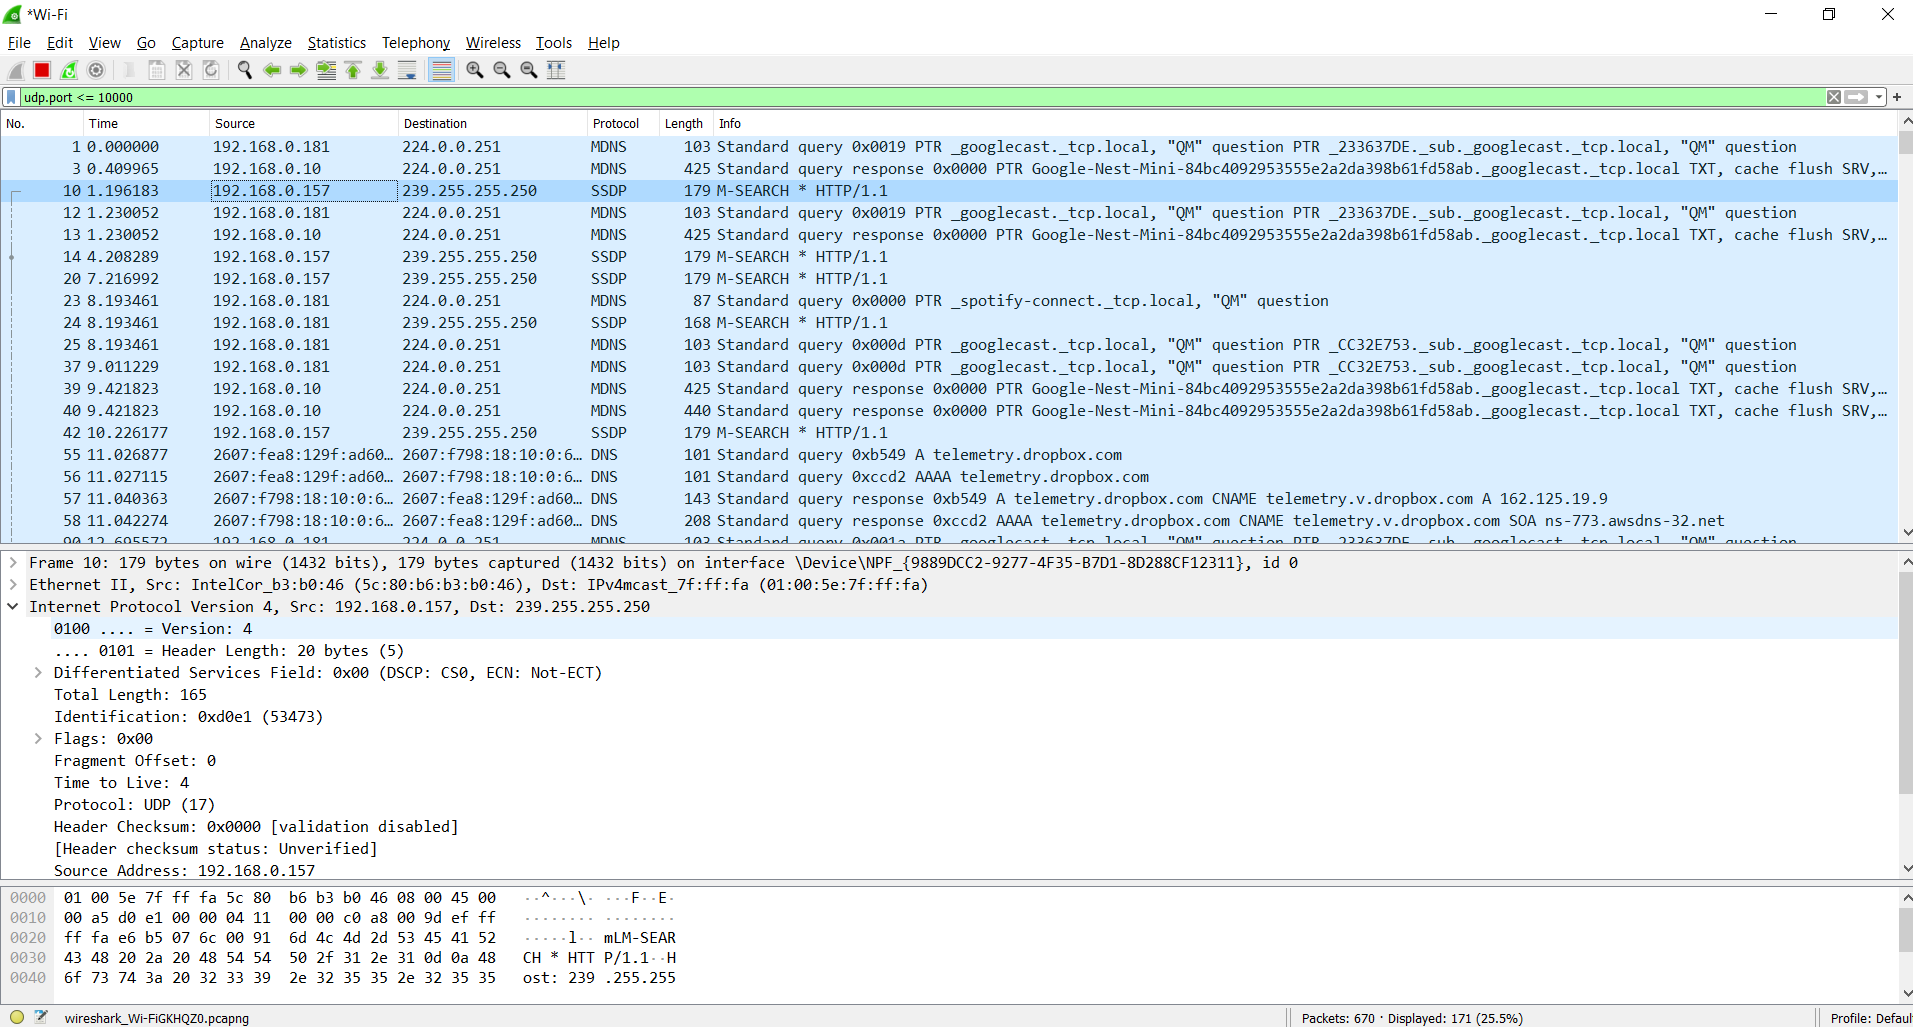 *Wi-Fi
File Edit View Go Capture Analyze Statistics Telephony Wireless Tools Help
udp.port <= 10000
No. Time Source Destination Protocol Length Info
1 0.000000 192.168.0.181 224.0.0.251 MDNS 103 Standard query 0x0019 PTR _googlecast._tcp.local, "QM" question PTR _233637DE._sub._googlecast._tcp.local, "QM" question
3 0.409965 192.168.0.10 224.0.0.251 MDNS 425 Standard query response 0x0000 PTR Google-Nest-Mini-84bc4092953555e2a2da398b61fd58ab._googlecast._tcp.local TXT, cache flush SRV,…
10 1.196183 192.168.0.157 239.255.255.250 SSDP 179 M-SEARCH * HTTP/1.1
12 1.230052 192.168.0.181 224.0.0.251 MDNS 103 Standard query 0x0019 PTR _googlecast._tcp.local, "QM" question PTR _233637DE._sub._googlecast._tcp.local, "QM" question
13 1.230052 192.168.0.10 224.0.0.251 MDNS 425 Standard query response 0x0000 PTR Google-Nest-Mini-84bc4092953555e2a2da398b61fd58ab._googlecast._tcp.local TXT, cache flush SRV,…
14 4.208289 192.168.0.157 239.255.255.250 SSDP 179 M-SEARCH * HTTP/1.1
20 7.216992 192.168.0.157 239.255.255.250 SSDP 179 M-SEARCH * HTTP/1.1
23 8.193461 192.168.0.181 224.0.0.251 MDNS 87 Standard query 0x0000 PTR _spotify-connect._tcp.local, "QM" question
24 8.193461 192.168.0.181 239.255.255.250 SSDP 168 M-SEARCH * HTTP/1.1
25 8.193461 192.168.0.181 224.0.0.251 MDNS 103 Standard query 0x000d PTR _googlecast._tcp.local, "QM" question PTR _CC32E753._sub._googlecast._tcp.local, "QM" question
37 9.011229 192.168.0.181 224.0.0.251 MDNS 103 Standard query 0x000d PTR _googlecast._tcp.local, "QM" question PTR _CC32E753._sub._googlecast._tcp.local, "QM" question
39 9.421823 192.168.0.10 224.0.0.251 MDNS 425 Standard query response 0x0000 PTR Google-Nest-Mini-84bc4092953555e2a2da398b61fd58ab._googlecast._tcp.local TXT, cache flush SRV,…
40 9.421823 192.168.0.10 224.0.0.251 MDNS 440 Standard query response 0x0000 PTR Google-Nest-Mini-84bc4092953555e2a2da398b61fd58ab._googlecast._tcp.local TXT, cache flush SRV,…
42 10.226177 192.168.0.157 239.255.255.250 SSDP 179 M-SEARCH * HTTP/1.1
55 11.026877 2607:fea8:129f:ad60… 2607:f798:18:10:0:6… DNS 101 Standard query 0xb549 A telemetry.dropbox.com
56 11.027115 2607:fea8:129f:ad60… 2607:f798:18:10:0:6… DNS 101 Standard query 0xccd2 AAAA telemetry.dropbox.com
57 11.040363 2607:f798:18:10:0:6… 2607:fea8:129f:ad60… DNS 143 Standard query response 0xb549 A telemetry.dropbox.com CNAME telemetry.v.dropbox.com A 162.125.19.9
58 11.042274 2607:f798:18:10:0:6… 2607:fea8:129f:ad60… DNS 208 Standard query response 0xccd2 AAAA telemetry.dropbox.com CNAME telemetry.v.dropbox.com SOA ns-773.awsdns-32.net
90 12.695572 192.168.0.181 224.0.0.251 MDNS 103 Standard query 0x001a PTR _googlecast._tcp.local, "QM" question PTR _233637DE._sub._googlecast._tcp.local, "QM" question
Frame 10: 179 bytes on wire (1432 bits), 179 bytes captured (1432 bits) on interface \Device\NPF_{9889DCC2-9277-4F35-B7D1-8D288CF12311}, id 0
Ethernet II, Src: IntelCor_b3:b0:46 (5c:80:b6:b3:b0:46), Dst: IPv4mcast_7f:ff:fa (01:00:5e:7f:ff:fa)
Internet Protocol Version 4, Src: 192.168.0.157, Dst: 239.255.255.250
0100 .... = Version: 4
.... 0101 = Header Length: 20 bytes (5)
Differentiated Services Field: 0x00 (DSCP: CS0, ECN: Not-ECT)
Total Length: 165
Identification: 0xd0e1 (53473)
Flags: 0x00
Fragment Offset: 0
Time to Live: 4
Protocol: UDP (17)
Header Checksum: 0x0000 [validation disabled]
[Header checksum status: Unverified]
Source Address: 192.168.0.157
0000 01 00 5e 7f ff fa 5c 80 b6 b3 b0 46 08 00 45 00 ··^···\· ···F··E·
0010 00 a5 d0 e1 00 00 04 11 00 00 c0 a8 00 9d ef ff ········ ········
0020 ff fa e6 b5 07 6c 00 91 6d 4c 4d 2d 53 45 41 52 ·····l·· mLM-SEAR
0030 43 48 20 2a 20 48 54 54 50 2f 31 2e 31 0d 0a 48 CH * HTT P/1.1··H
0040 6f 73 74 3a 20 32 33 39 2e 32 35 35 2e 32 35 35 ost: 239 .255.255
wireshark_Wi-FiGKHQZ0.pcapng Packets: 670 · Displayed: 171 (25.5%) Profile: Defaul